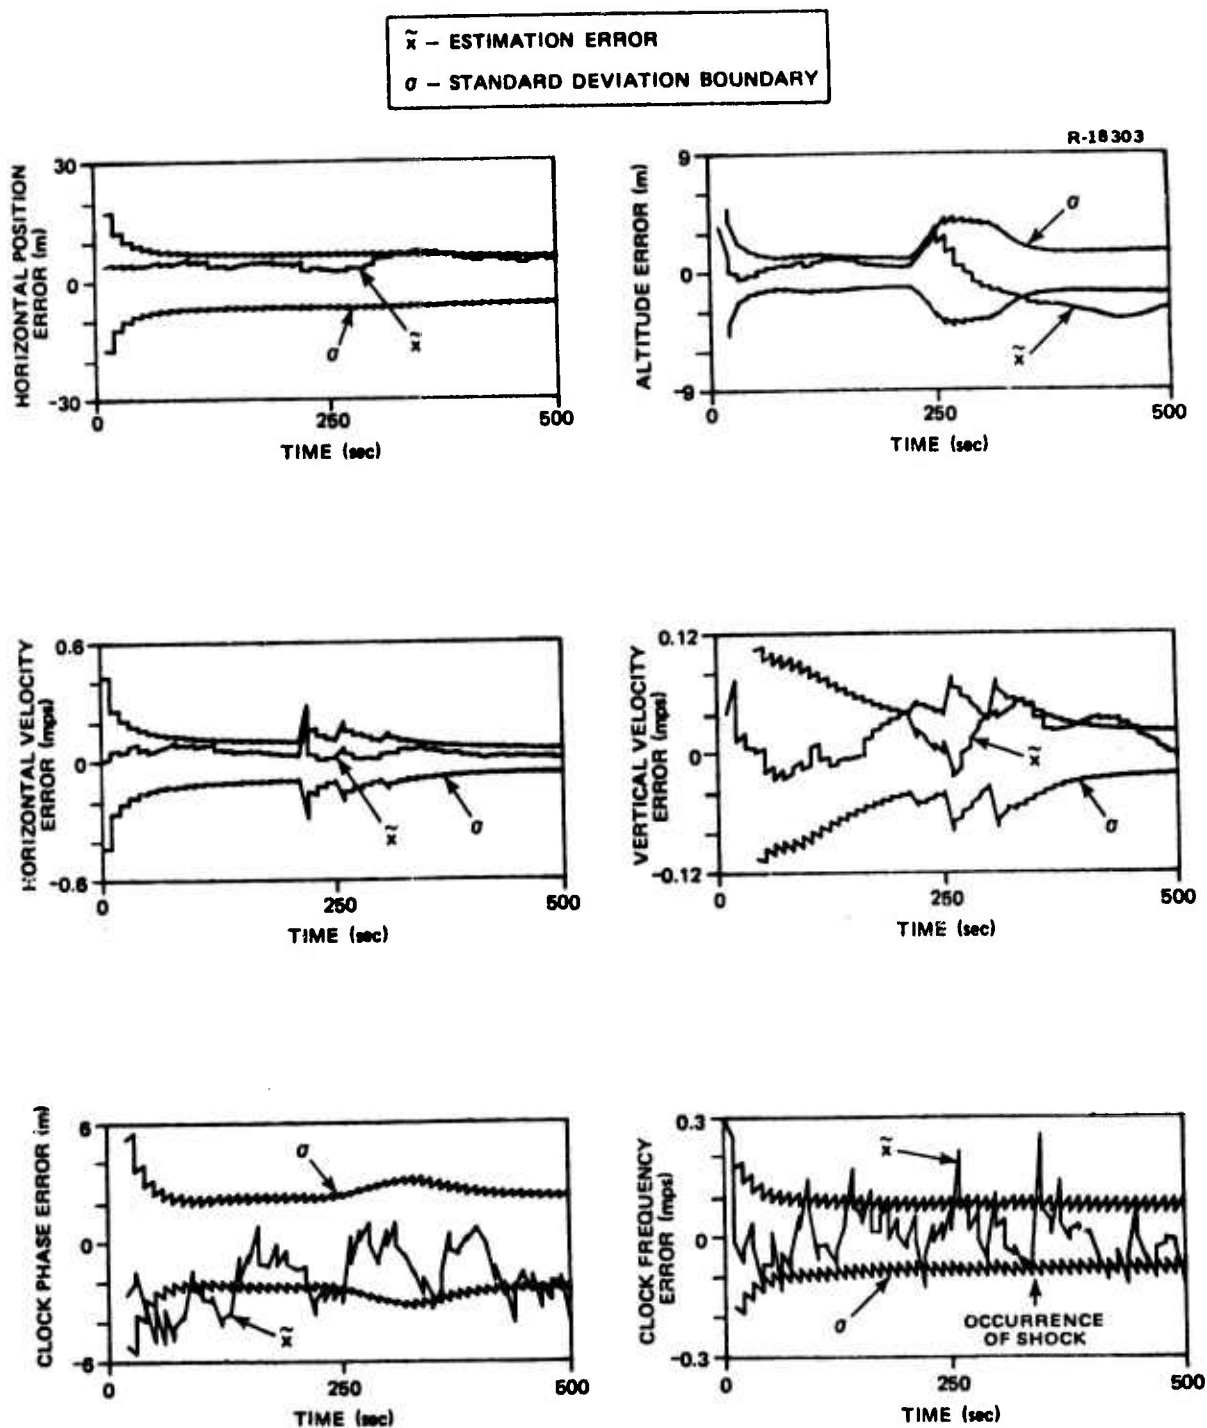 x̃ – ESTIMATION ERROR
σ – STANDARD DEVIATION BOUNDARY
R-18303
HORIZONTAL POSITION
ERROR (m)
30
0
-30
σ
x̃
0
250
500
TIME (sec)
ALTITUDE ERROR (m)
9
0
-9
σ
x̃
0
250
500
TIME (sec)
HORIZONTAL VELOCITY
ERROR (mps)
0.6
0
-0.6
x̃
σ
0
250
500
TIME (sec)
VERTICAL VELOCITY
ERROR (mps)
0.12
0
-0.12
x̃
σ
0
250
500
TIME (sec)
CLOCK PHASE ERROR (m)
6
0
-6
σ
x̃
0
250
500
TIME (sec)
CLOCK FREQUENCY
ERROR (mps)
0.3
0
-0.3
x̃
σ
OCCURRENCE
OF SHOCK
0
250
500
TIME (sec)